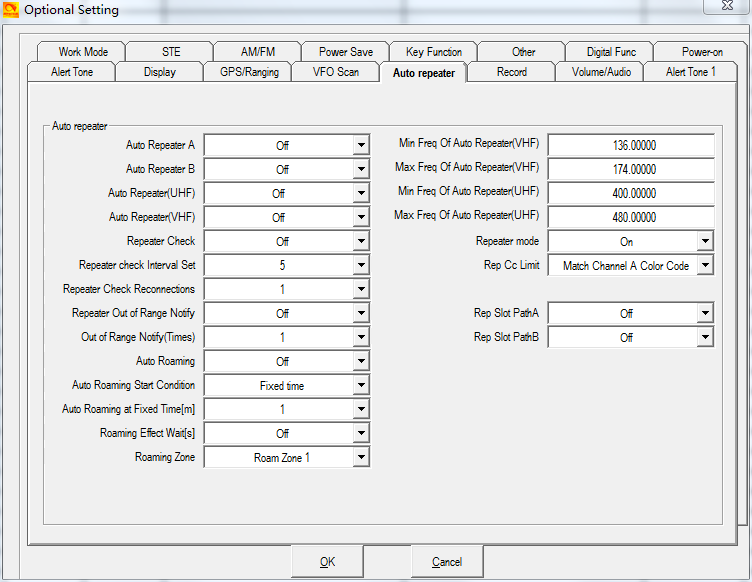 Optional Setting
Work Mode STE AM/FM Power Save Key Function Other Digital Func Power-on
Alert Tone Display GPS/Ranging VFO Scan Auto repeater Record Volume/Audio Alert Tone 1
Auto repeater
Auto Repeater A Off
Auto Repeater B Off
Auto Repeater(UHF) Off
Auto Repeater(VHF) Off
Repeater Check Off
Repeater check Interval Set 5
Repeater Check Reconnections 1
Repeater Out of Range Notify Off
Out of Range Notify(Times) 1
Auto Roaming Off
Auto Roaming Start Condition Fixed time
Auto Roaming at Fixed Time[m] 1
Roaming Effect Wait[s] Off
Roaming Zone Roam Zone 1
Min Freq Of Auto Repeater(VHF) 136.00000
Max Freq Of Auto Repeater(VHF) 174.00000
Min Freq Of Auto Repeater(UHF) 400.00000
Max Freq Of Auto Repeater(UHF) 480.00000
Repeater mode On
Rep Cc Limit Match Channel A Color Code
Rep Slot PathA Off
Rep Slot PathB Off
OK Cancel